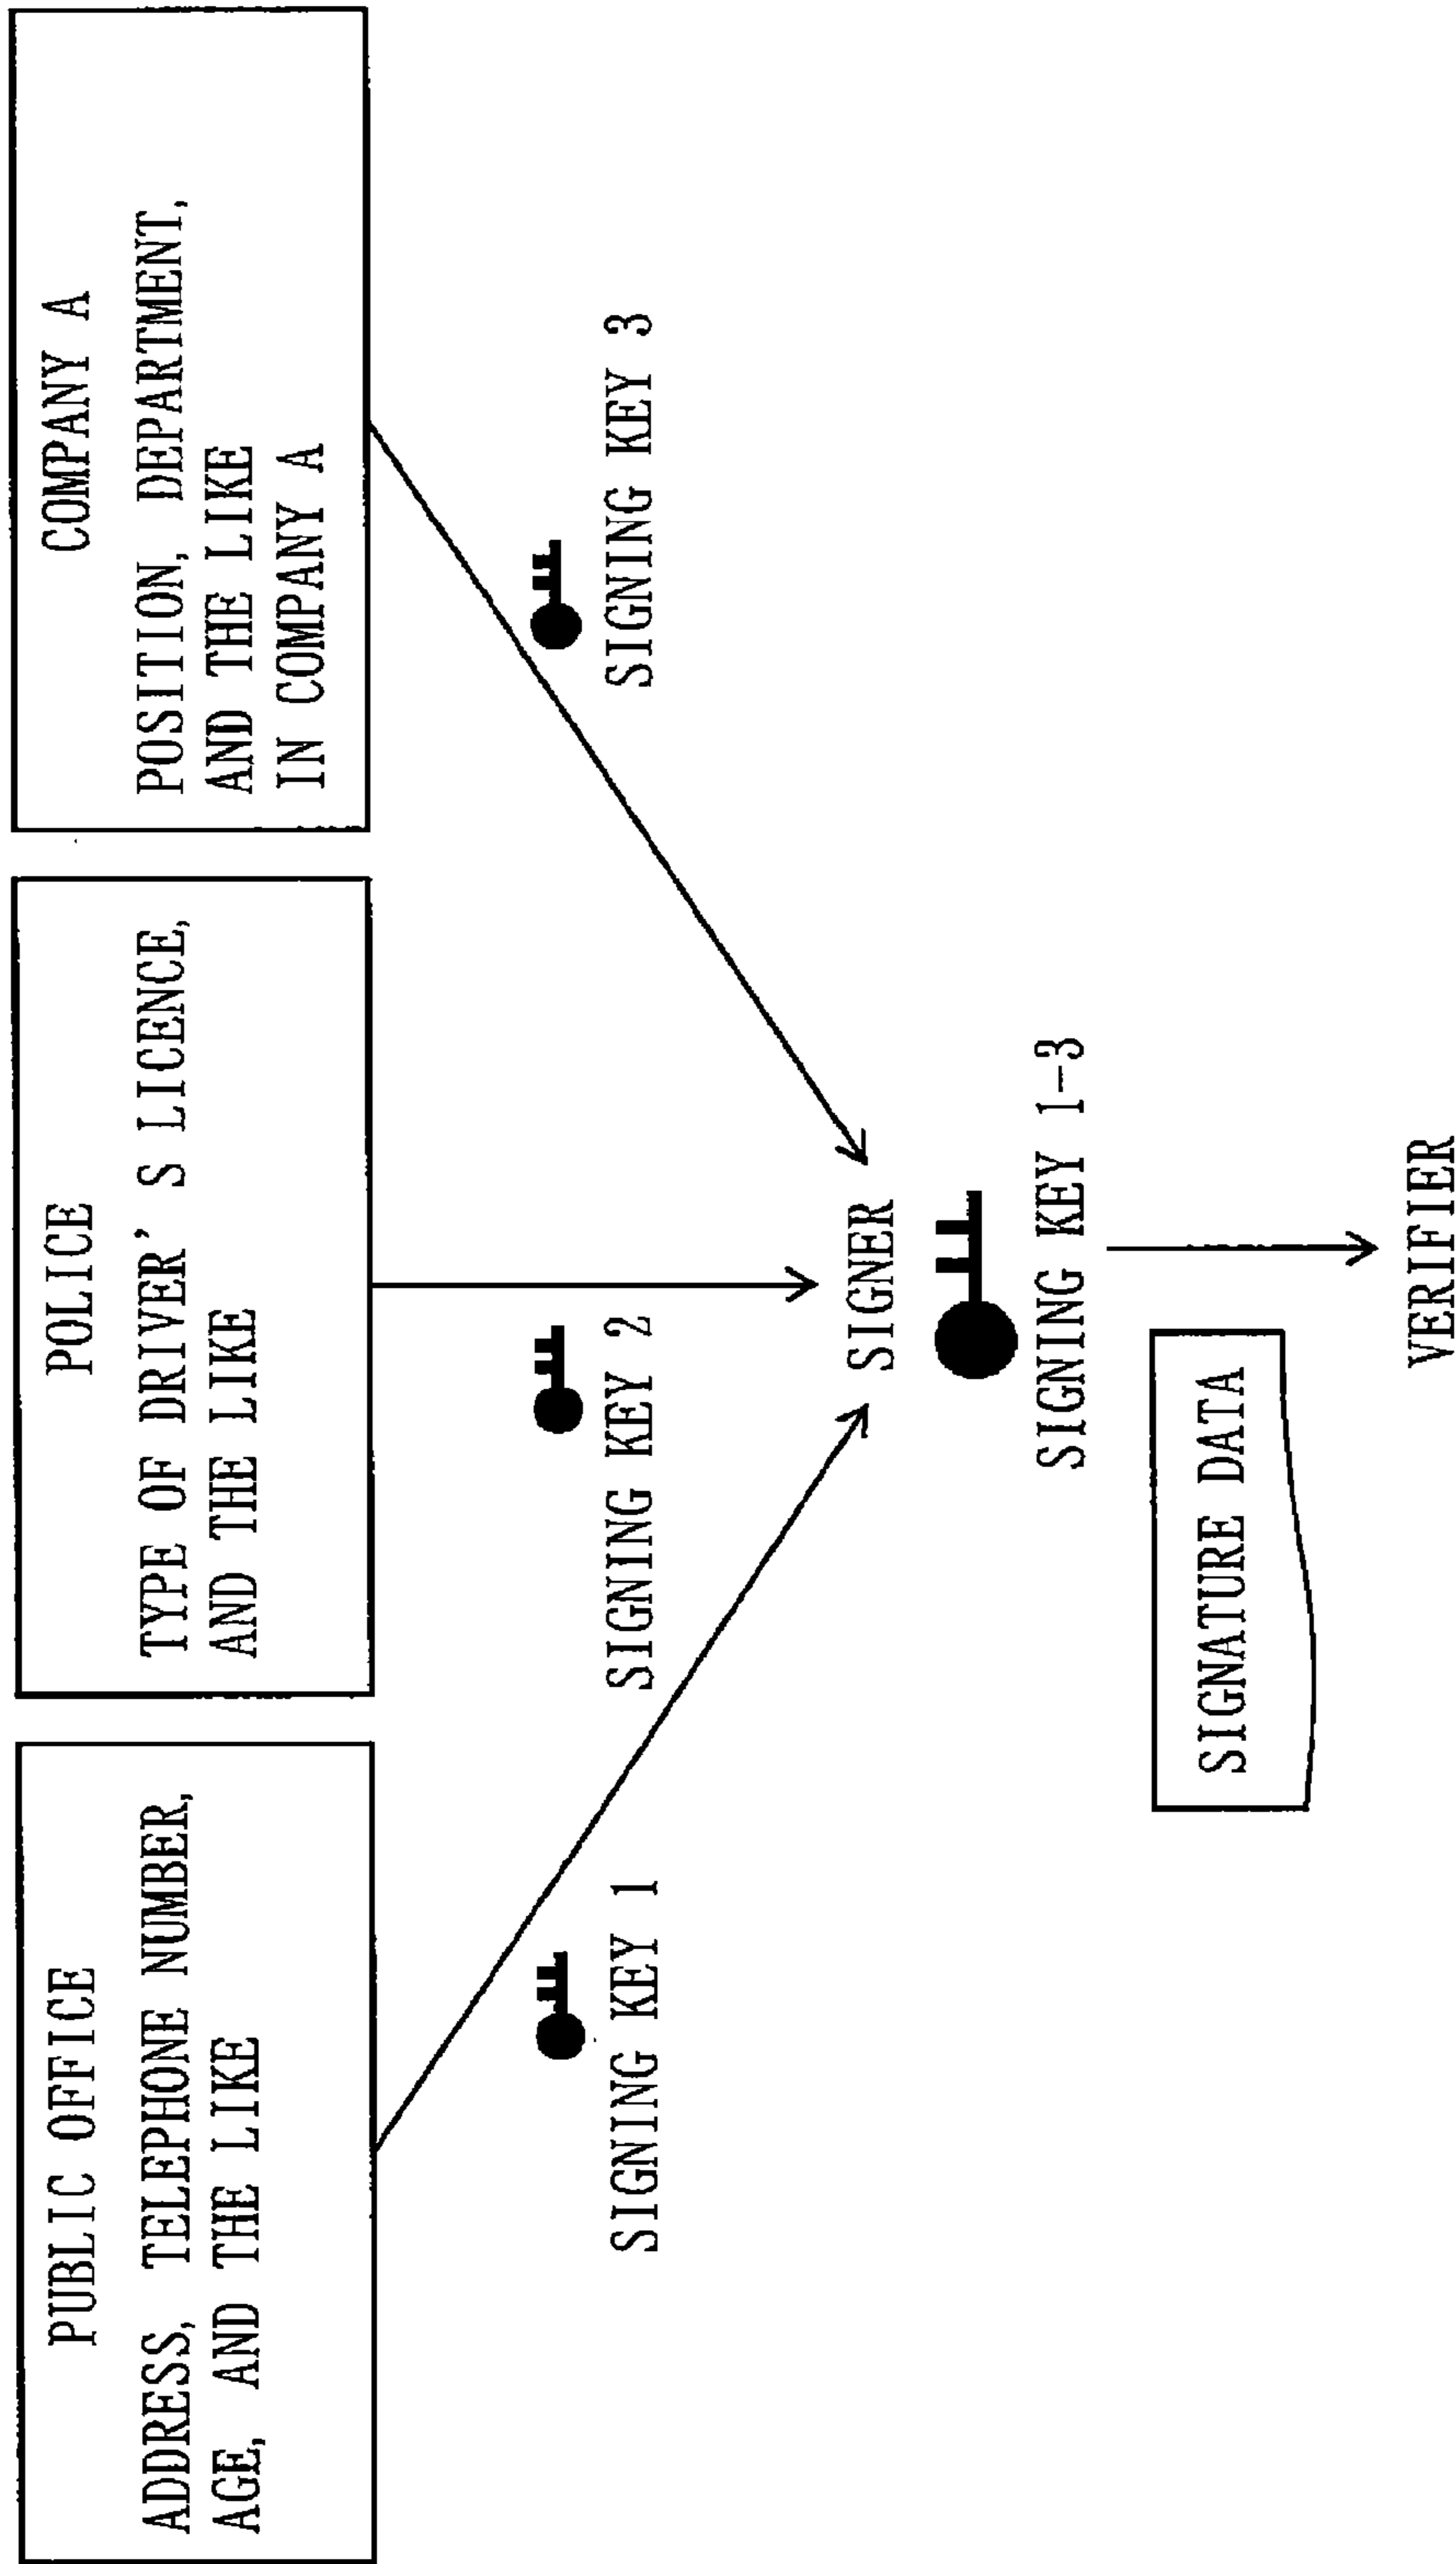 PUBLIC OFFICE
ADDRESS, TELEPHONE NUMBER,
AGE, AND THE LIKE
POLICE
TYPE OF DRIVER'S LICENCE,
AND THE LIKE
COMPANY A
POSITION, DEPARTMENT,
AND THE LIKE
IN COMPANY A
SIGNING KEY 1
SIGNING KEY 2
SIGNING KEY 3
SIGNER
SIGNING KEY 1-3
SIGNATURE DATA
VERIFIER